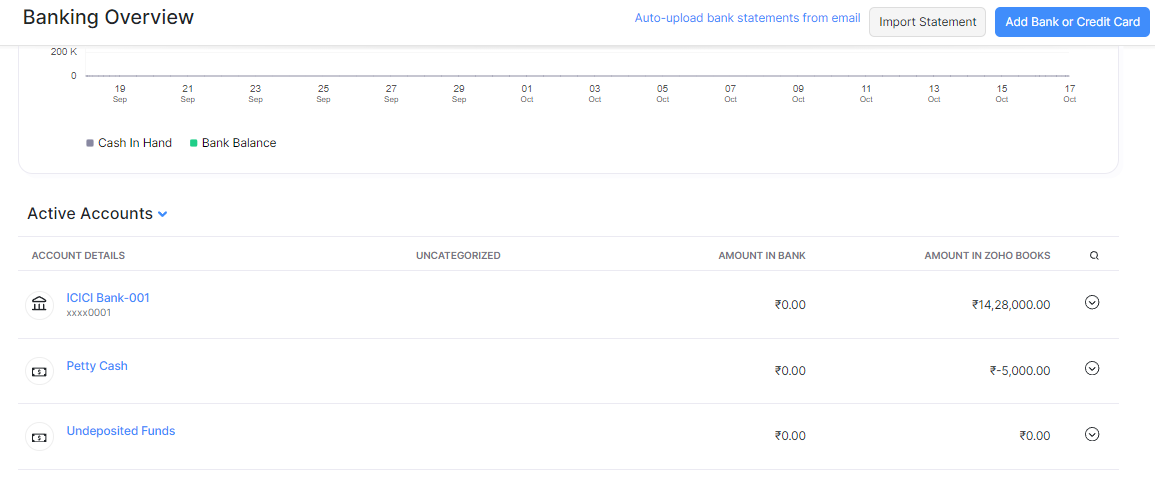 Banking Overview
Auto-upload bank statements from email Import Statement Add Bank or Credit Card
200 K
0
19 21 23 25 27 29 01 03 05 07 09 11 13 15 17
Sep Sep Sep Sep Sep Sep Oct Oct Oct Oct Oct Oct Oct Oct Oct
Cash In Hand Bank Balance
Active Accounts
ACCOUNT DETAILS UNCATEGORIZED AMOUNT IN BANK AMOUNT IN ZOHO BOOKS
ICICI Bank-001
xxxx0001
₹0.00 ₹14,28,000.00
Petty Cash
₹0.00 ₹-5,000.00
Undeposited Funds
₹0.00 ₹0.00